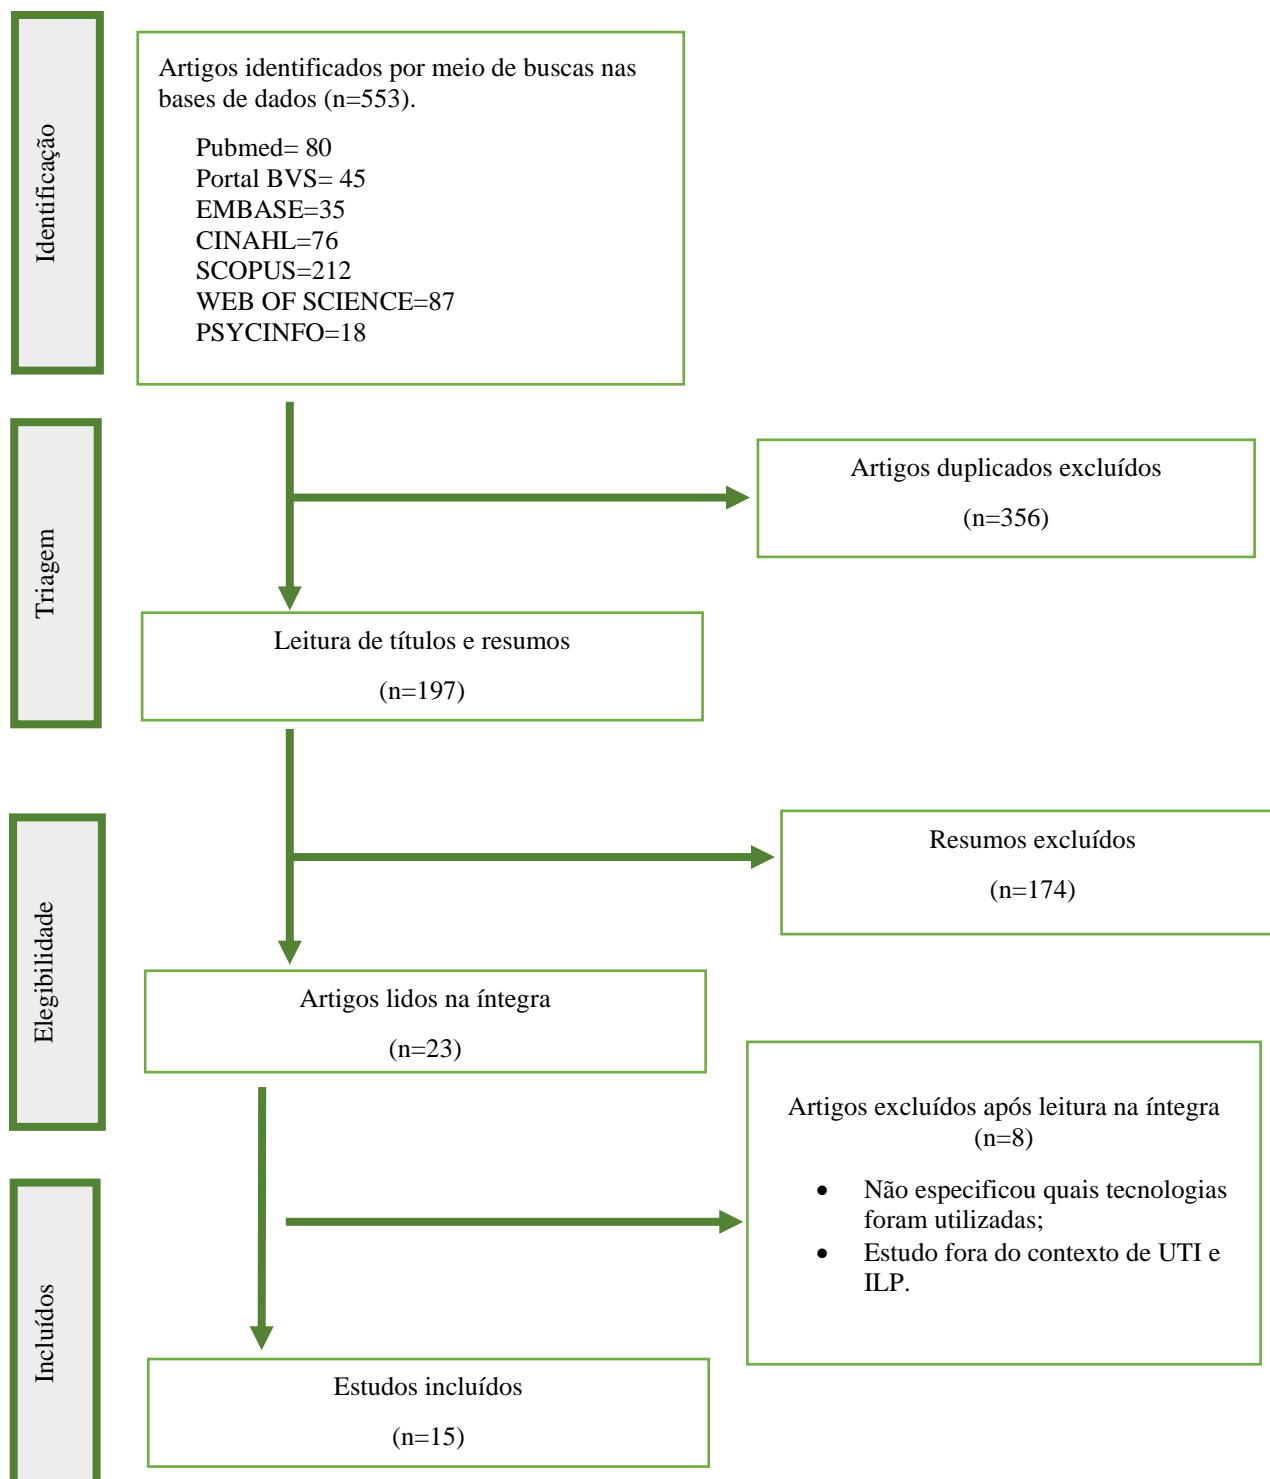 Identificação
Artigos identificados por meio de buscas nas
bases de dados (n=553).
Pubmed= 80
Portal BVS= 45
EMBASE=35
CINAHL=76
SCOPUS=212
WEB OF SCIENCE=87
PSYCINFO=18
Triagem
Artigos duplicados excluídos
(n=356)
Leitura de títulos e resumos
(n=197)
Elegibilidade
Resumos excluídos
(n=174)
Artigos lidos na íntegra
(n=23)
Artigos excluídos após leitura na íntegra
(n=8)
• Não especificou quais tecnologias
foram utilizadas;
• Estudo fora do contexto de UTI e
ILP.
Incluídos
Estudos incluídos
(n=15)